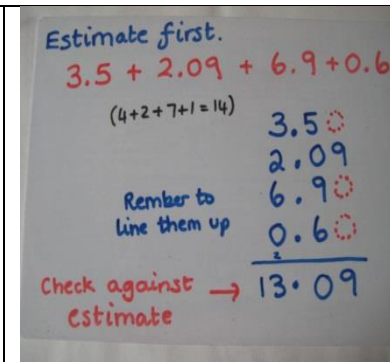 Estimate first.
3.5 + 2.09 + 6.9 + 0.6
(4+2+7+1=14)
3.50
2.09
6.90
Rember to
line them up
0.60
2
Check against → 13.09
estimate